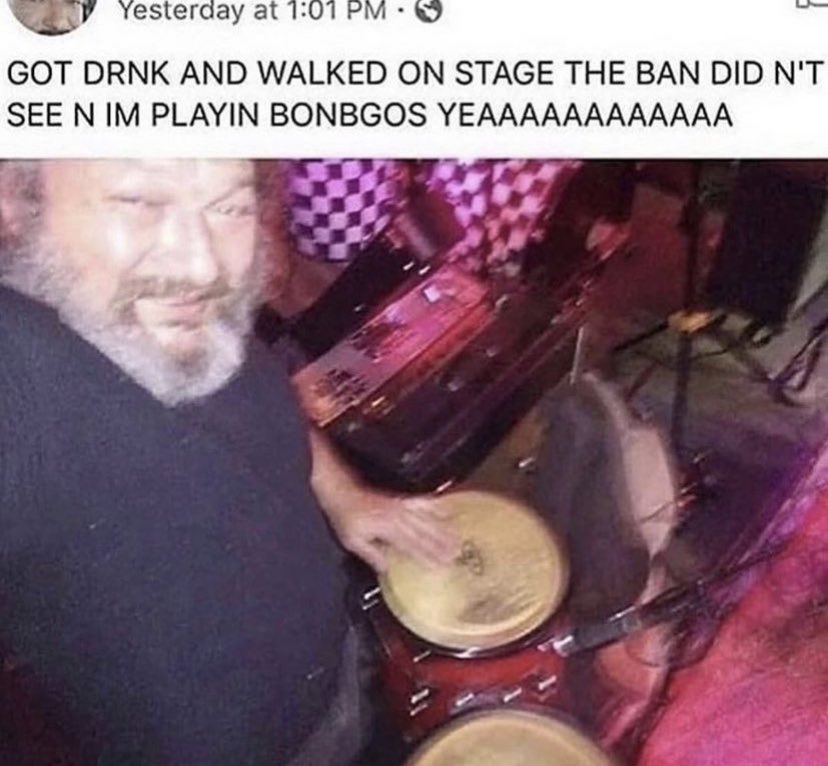 Yesterday at 1:01 PM ·
GOT DRNK AND WALKED ON STAGE THE BAN DID N'T
SEE N IM PLAYIN BONBGOS YEAAAAAAAAAAAA